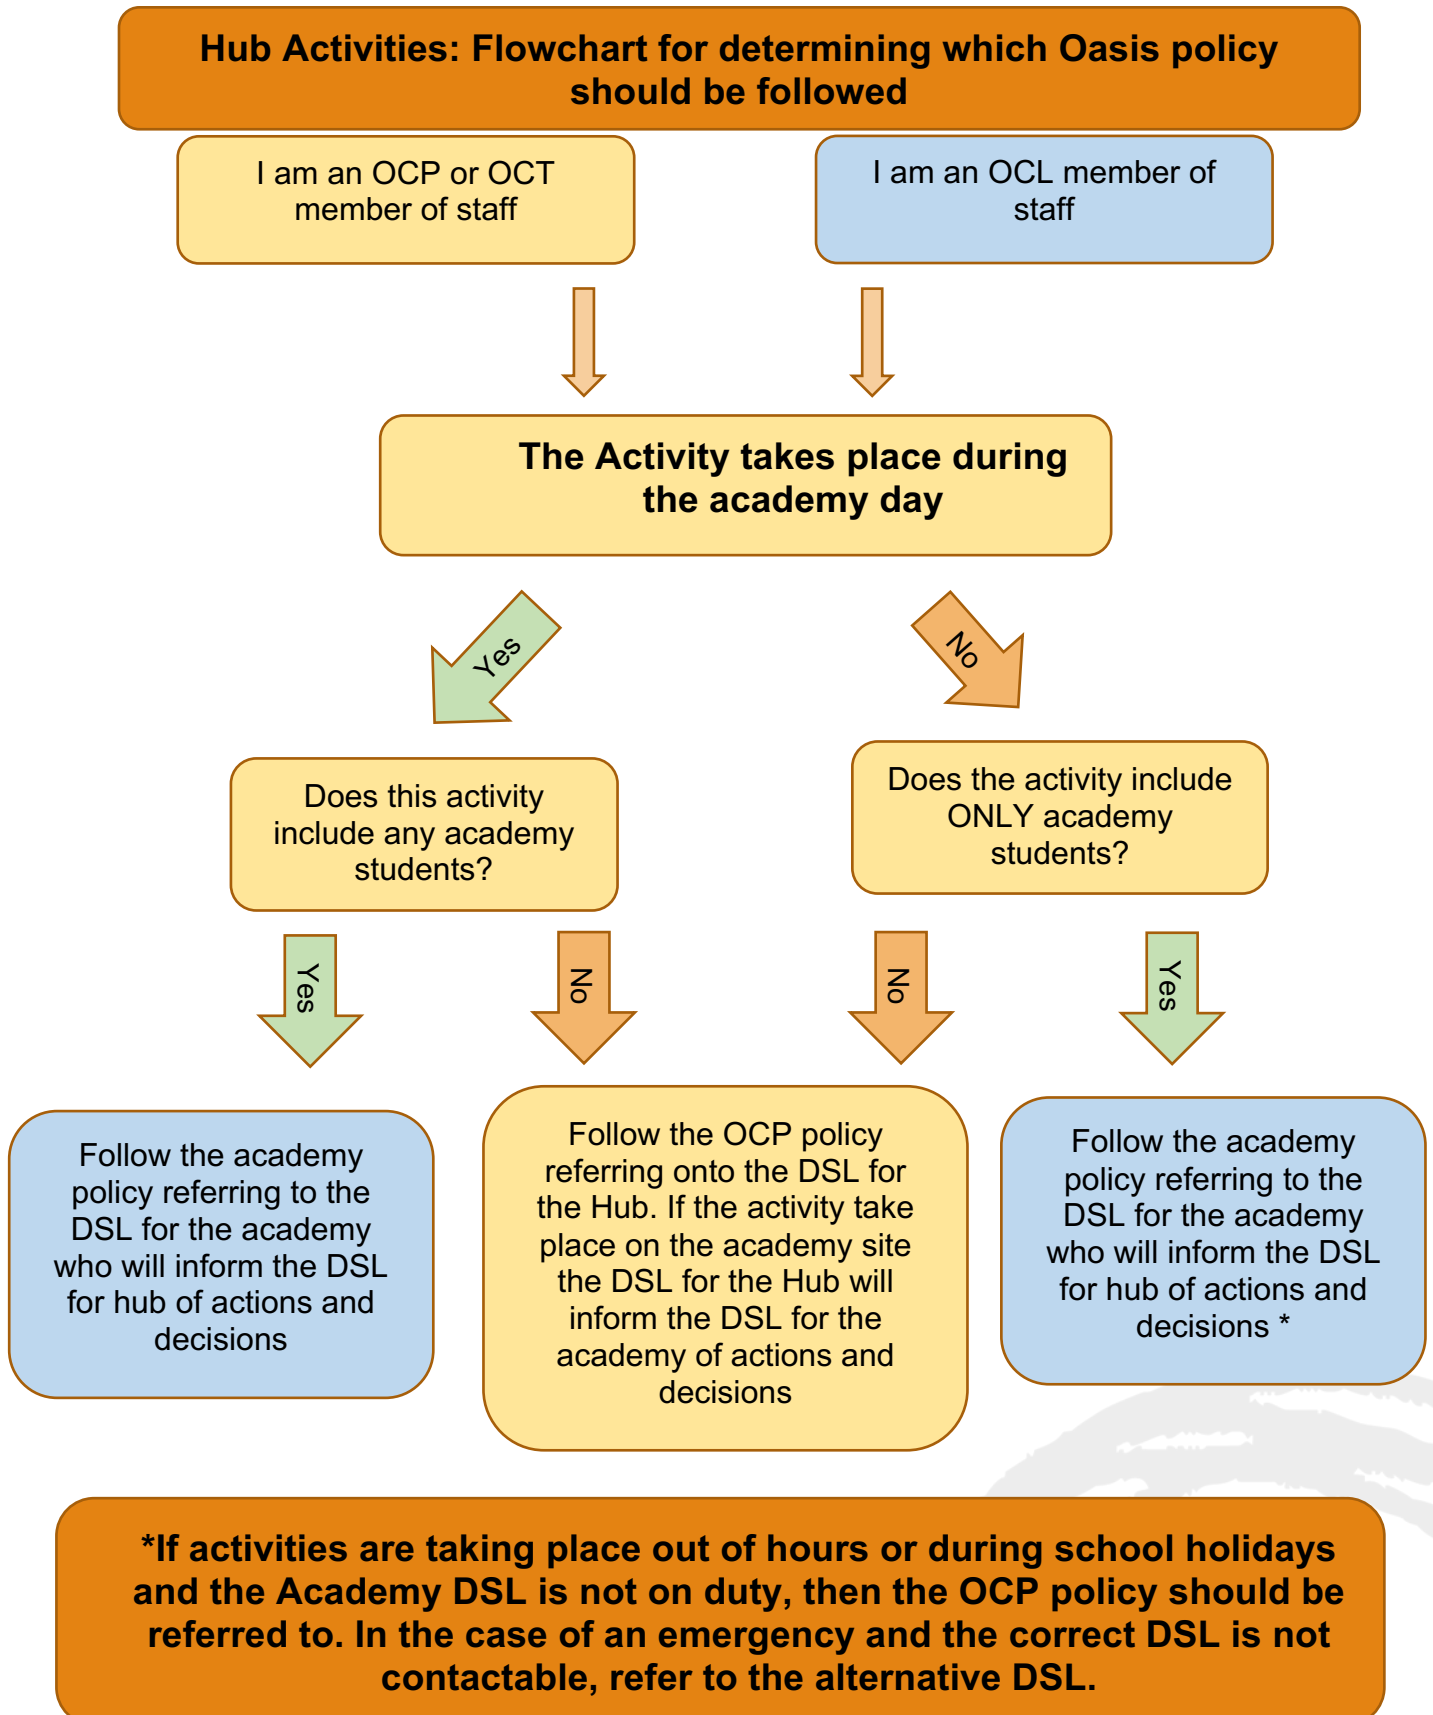 Hub Activities: Flowchart for determining which Oasis policy
should be followed
I am an OCP or OCT
member of staff
I am an OCL member of
staff
The Activity takes place during
the academy day
Yes
No
Does this activity
include any academy
students?
Does the activity include
ONLY academy
students?
Yes
No
No
Yes
Follow the academy
policy referring to the
DSL for the academy
who will inform the DSL
for hub of actions and
decisions
Follow the OCP policy
referring onto the DSL for
the Hub. If the activity take
place on the academy site
the DSL for the Hub will
inform the DSL for the
academy of actions and
decisions
Follow the academy
policy referring to the
DSL for the academy
who will inform the DSL
for hub of actions and
decisions *
*If activities are taking place out of hours or during school holidays
and the Academy DSL is not on duty, then the OCP policy should be
referred to. In the case of an emergency and the correct DSL is not
contactable, refer to the alternative DSL.